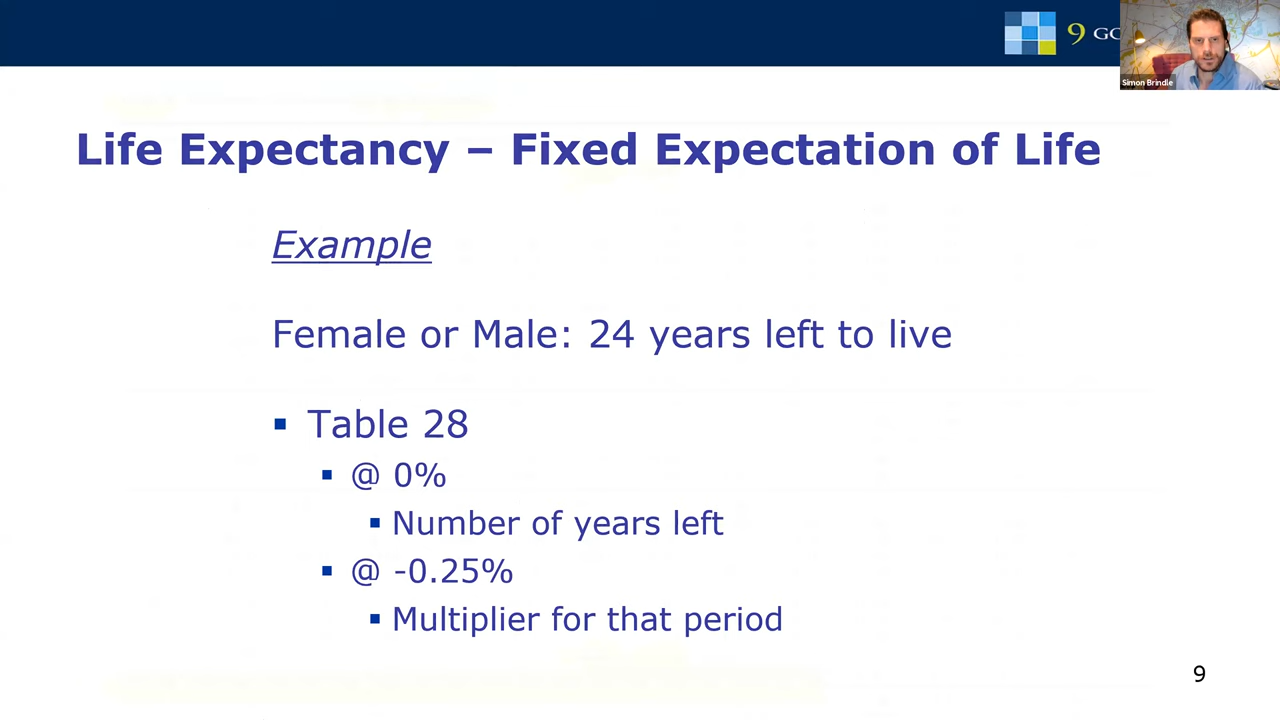 9 GO
Simon Brindle
Life Expectancy – Fixed Expectation of Life
Example
Female or Male: 24 years left to live
Table 28
@ 0%
Number of years left
@ -0.25%
Multiplier for that period
9